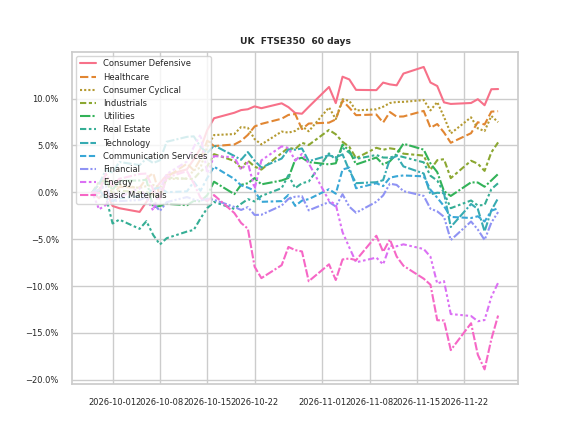 UK  FTSE350  60 days
Consumer Defensive
Healthcare
Consumer Cyclical
Industrials
Utilities
Real Estate
Technology
Communication Services
Financial
Energy
Basic Materials
10.0%
5.0%
0.0%
−5.0%
−10.0%
−15.0%
−20.0%
2026-10-01 2026-10-08 2026-10-15 2026-10-22 2026-11-01 2026-11-08 2026-11-15 2026-11-22